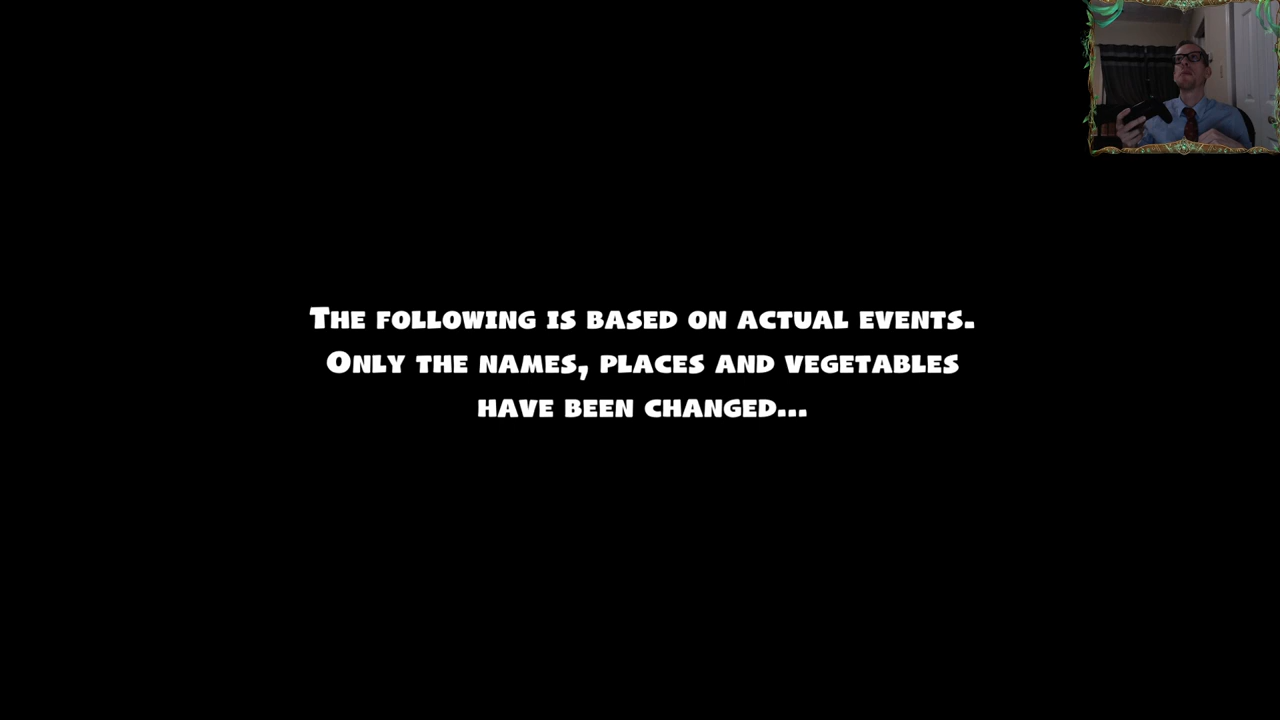 The following is based on actual events.
Only the names, places and vegetables
have been changed...